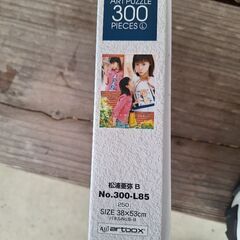 ART PUZZLE
300
PIECES Ⓛ
松浦亜弥 B
No.300-L85
SIZE 38×53cm
artbox